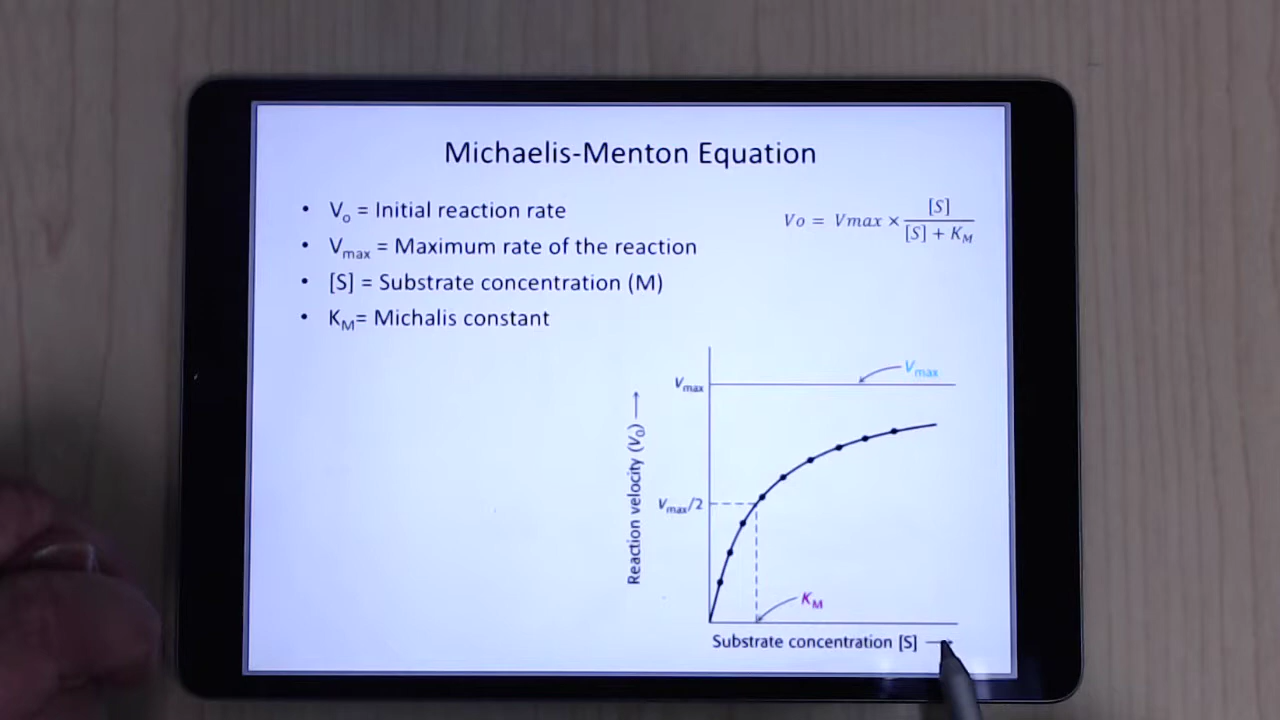 Michaelis-Menton Equation
• Vₒ = Initial reaction rate
• Vmax = Maximum rate of the reaction
• [S] = Substrate concentration (M)
• KM= Michalis constant
Vo = Vmax × [S] / [S] + KM
Vmax
Vmax
Reaction velocity (V₀) →
Vmax/2
KM
Substrate concentration [S] →